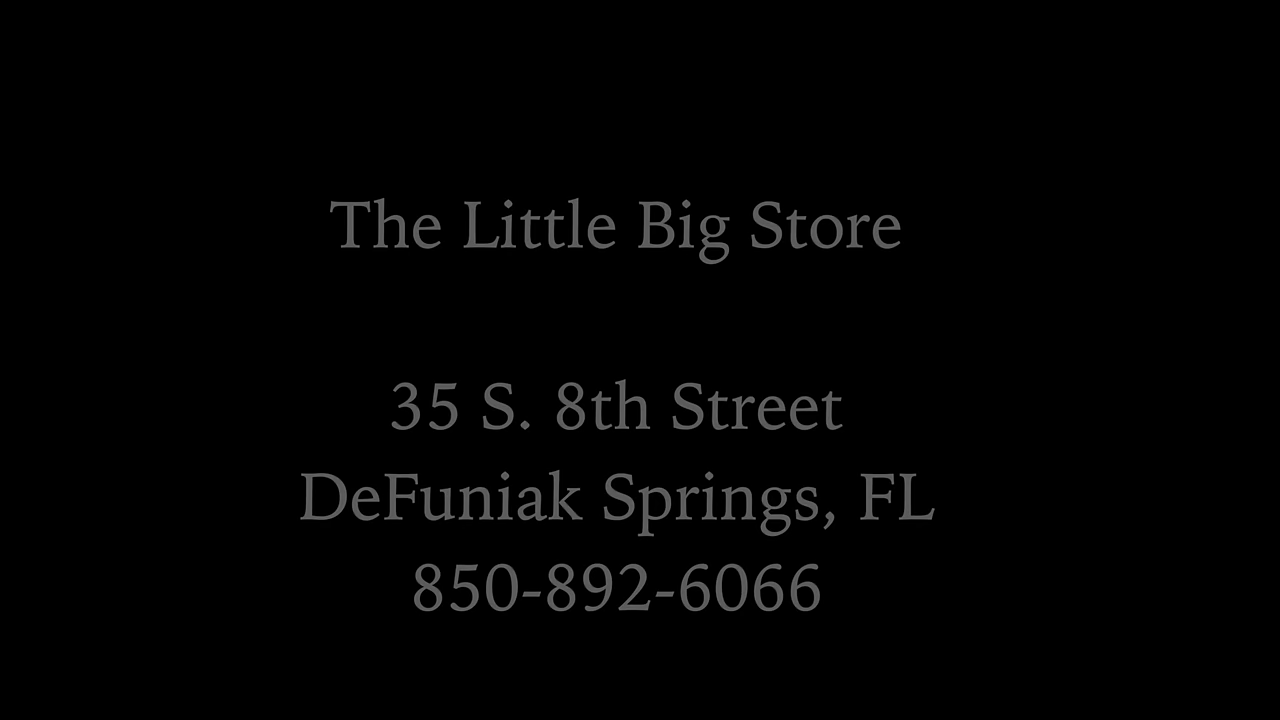 The Little Big Store
35 S. 8th Street
DeFuniak Springs, FL
850-892-6066